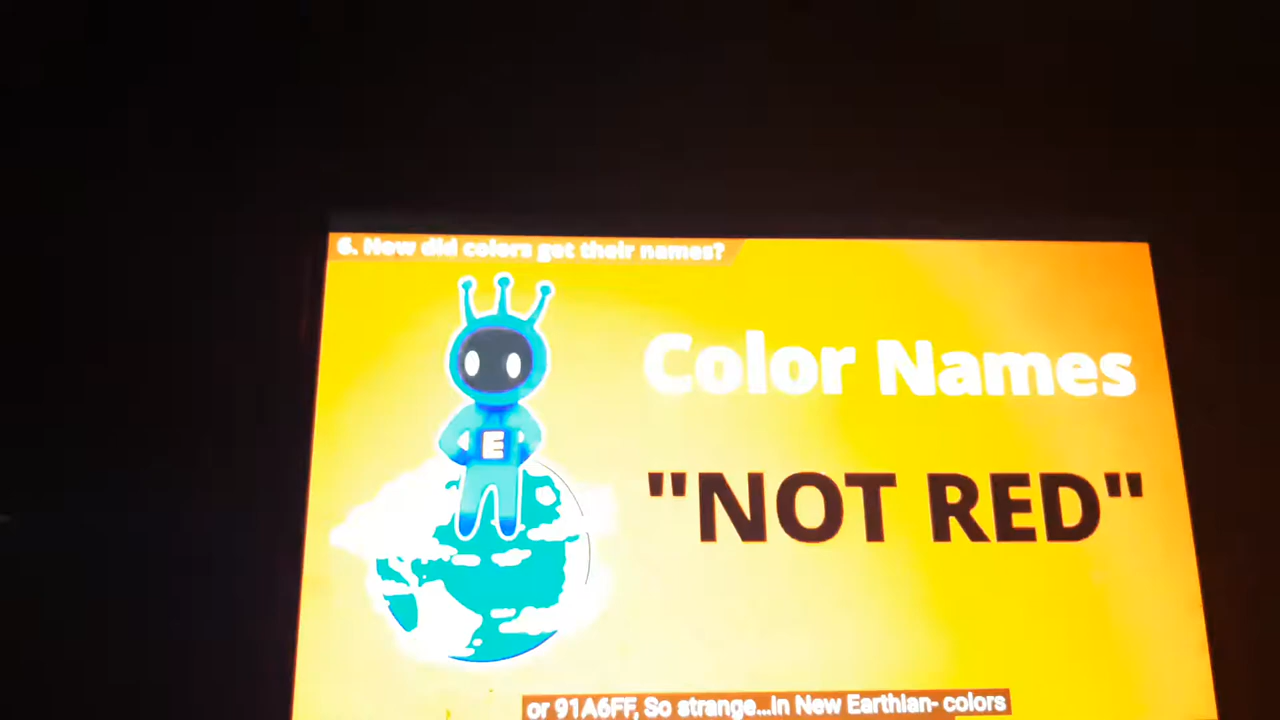 6. How did colors get their names?
Color Names
E
"NOT RED"
or 91A6FF, So strange...in New Earthian- colors